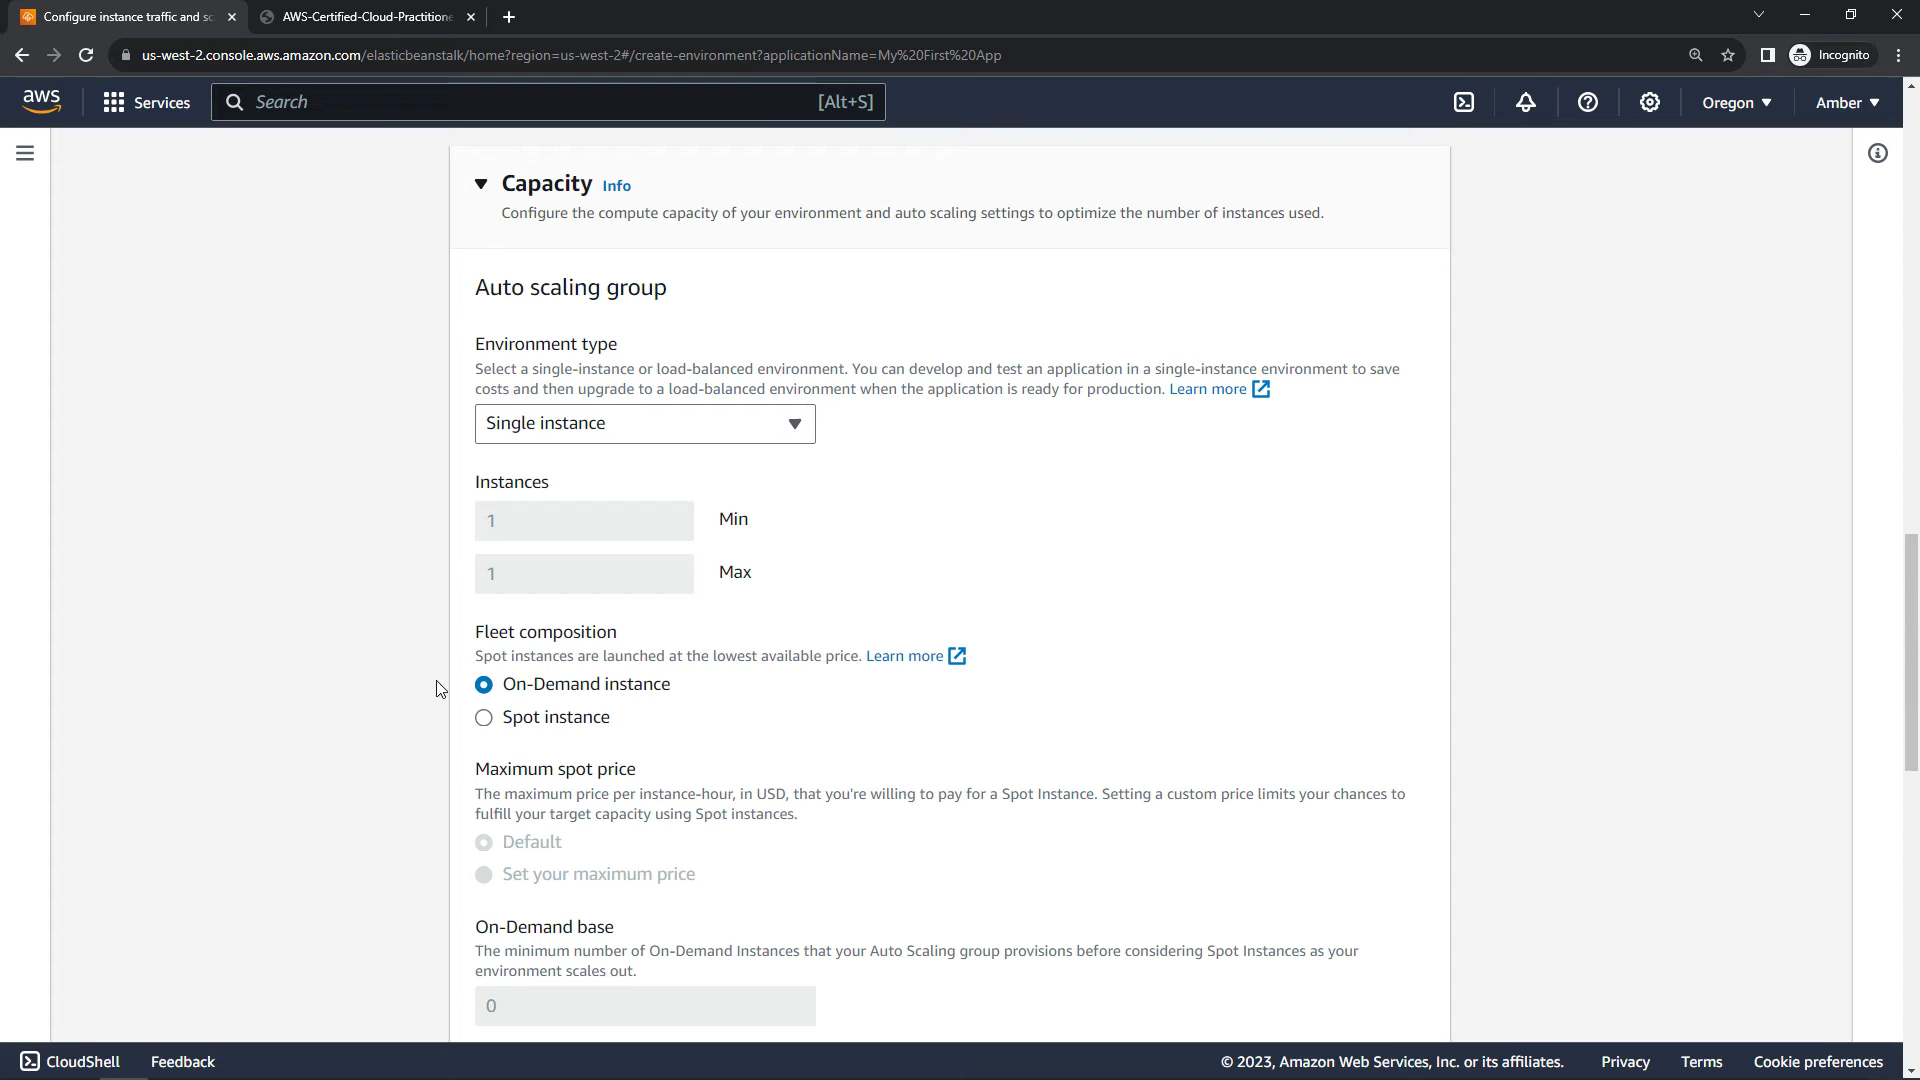 Configure instance traffic and sc
AWS-Certified-Cloud-Practitione
us-west-2.console.aws.amazon.com/elasticbeanstalk/home?region=us-west-2#/create-environment?applicationName=My%20First%20App
Incognito
aws
Services
Search
[Alt+S]
Oregon
Amber
Capacity Info
Configure the compute capacity of your environment and auto scaling settings to optimize the number of instances used.
Auto scaling group
Environment type
Select a single-instance or load-balanced environment. You can develop and test an application in a single-instance environment to save
costs and then upgrade to a load-balanced environment when the application is ready for production. Learn more
Single instance
Instances
1 Min
1 Max
Fleet composition
Spot instances are launched at the lowest available price. Learn more
On-Demand instance
Spot instance
Maximum spot price
The maximum price per instance-hour, in USD, that you're willing to pay for a Spot Instance. Setting a custom price limits your chances to
fulfill your target capacity using Spot instances.
Default
Set your maximum price
On-Demand base
The minimum number of On-Demand Instances that your Auto Scaling group provisions before considering Spot Instances as your
environment scales out.
0
CloudShell
Feedback
© 2023, Amazon Web Services, Inc. or its affiliates.
Privacy
Terms
Cookie preferences